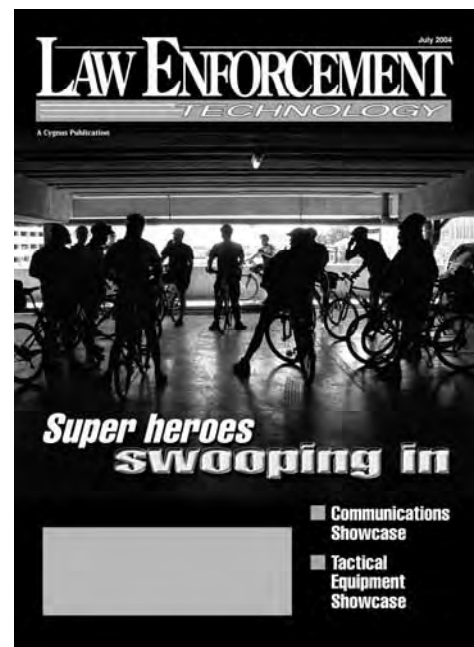 July 2004
LAW ENFORCEMENT
TECHNOLOGY
A Cygnus Publication
Super heroes
swooping in
Communications
Showcase
Tactical
Equipment
Showcase